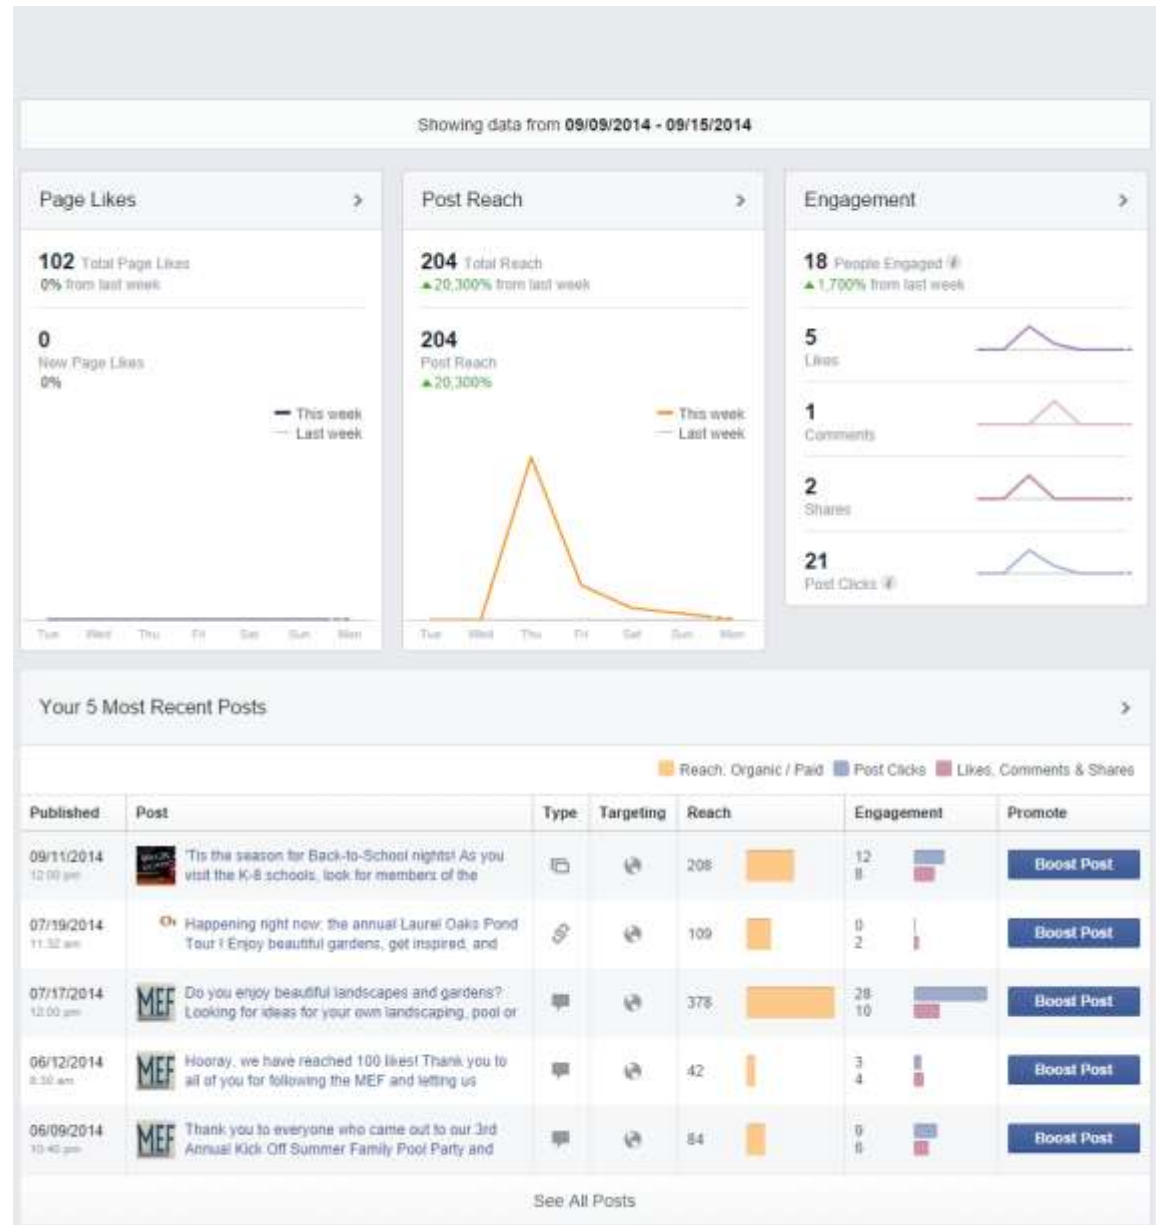 Showing data from 09/09/2014 - 09/15/2014
Page Likes
102 Total Page Likes
0% from last week
0
New Page Likes
0%
This week
Last week
Tue Wed Thu Fri Sat Sun Mon
Post Reach
204 Total Reach
20,300% from last week
204
Post Reach
20,300%
This week
Last week
Tue Wed Thu Fri Sat Sun Mon
Engagement
18 People Engaged
1,700% from last week
5
Likes
1
Comments
2
Shares
21
Post Clicks
Your 5 Most Recent Posts
Reach: Organic / Paid Post Clicks Likes, Comments & Shares
Published Post Type Targeting Reach Engagement Promote
09/11/2014
12:00 pm
'Tis the season for Back-to-School nights! As you
visit the K-8 schools, look for members of the
208
12
8
Boost Post
07/19/2014
11:32 am
Happening right now: the annual Laurel Oaks Pond
Tour ! Enjoy beautiful gardens, get inspired, and
109
0
2
Boost Post
07/17/2014
12:00 pm
MEF
Do you enjoy beautiful landscapes and gardens?
Looking for ideas for your own landscaping, pool or
378
28
10
Boost Post
06/12/2014
8:30 am
MEF
Hooray, we have reached 100 likes! Thank you to
all of you for following the MEF and letting us
42
3
4
Boost Post
06/09/2014
10:40 pm
MEF
Thank you to everyone who came out to our 3rd
Annual Kick Off Summer Family Pool Party and
84
9
6
Boost Post
See All Posts